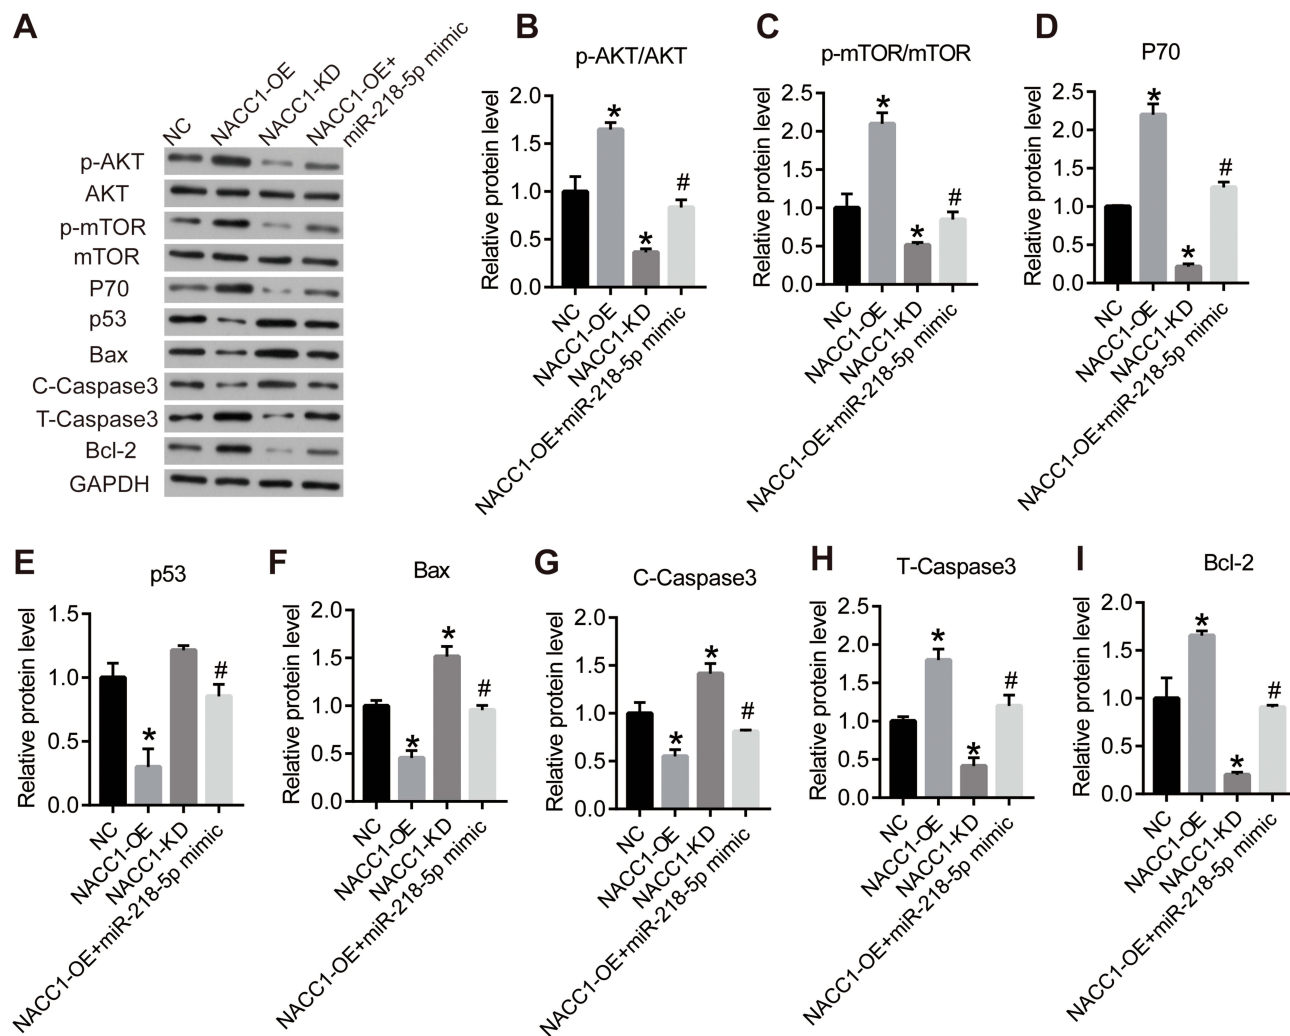 A
NC
NACC1-OE
NACC1-KD
NACC1-OE+
miR-218-5p mimic
p-AKT
AKT
p-mTOR
mTOR
P70
p53
Bax
C-Caspase3
T-Caspase3
Bcl-2
GAPDH
B
p-AKT/AKT
Relative protein level
2.0
1.5
1.0
0.5
0.0
*
*
#
NC
NACC1-OE
NACC1-KD
NACC1-OE+miR-218-5p mimic
C
p-mTOR/mTOR
Relative protein level
2.5
2.0
1.5
1.0
0.5
0.0
*
*
#
NC
NACC1-OE
NACC1-KD
NACC1-OE+miR-218-5p mimic
D
P70
Relative protein level
2.5
2.0
1.5
1.0
0.5
0.0
*
*
#
NC
NACC1-OE
NACC1-KD
NACC1-OE+miR-218-5p mimic
E
p53
Relative protein level
1.5
1.0
0.5
0.0
*
#
NC
NACC1-OE
NACC1-KD
NACC1-OE+miR-218-5p mimic
F
Bax
Relative protein level
2.0
1.5
1.0
0.5
0.0
*
*
#
NC
NACC1-OE
NACC1-KD
NACC1-OE+miR-218-5p mimic
G
C-Caspase3
Relative protein level
2.0
1.5
1.0
0.5
0.0
*
*
#
NC
NACC1-OE
NACC1-KD
NACC1-OE+miR-218-5p mimic
H
T-Caspase3
Relative protein level
2.5
2.0
1.5
1.0
0.5
0.0
*
*
#
NC
NACC1-OE
NACC1-KD
NACC1-OE+miR-218-5p mimic
I
Bcl-2
Relative protein level
2.0
1.5
1.0
0.5
0.0
*
*
#
NC
NACC1-OE
NACC1-KD
NACC1-OE+miR-218-5p mimic